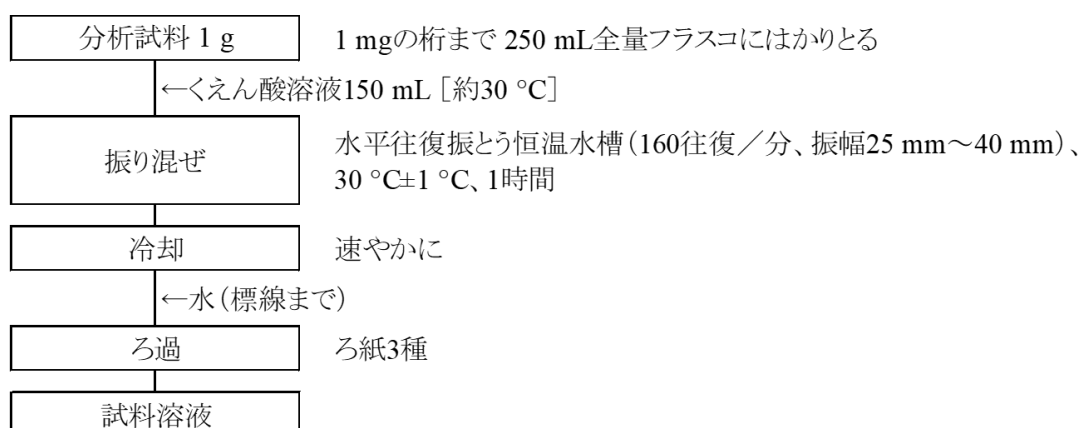 分析試料 1 g
1 mgの桁まで 250 mL全量フラスコにはかりとる
←くえん酸溶液150 mL [約30 °C]
振り混ぜ
水平往復振とう恒温水槽(160往復/分、振幅25 mm~40 mm)、
30 °C±1 °C、1時間
冷却
速やかに
←水(標線まで)
ろ過
ろ紙3種
試料溶液